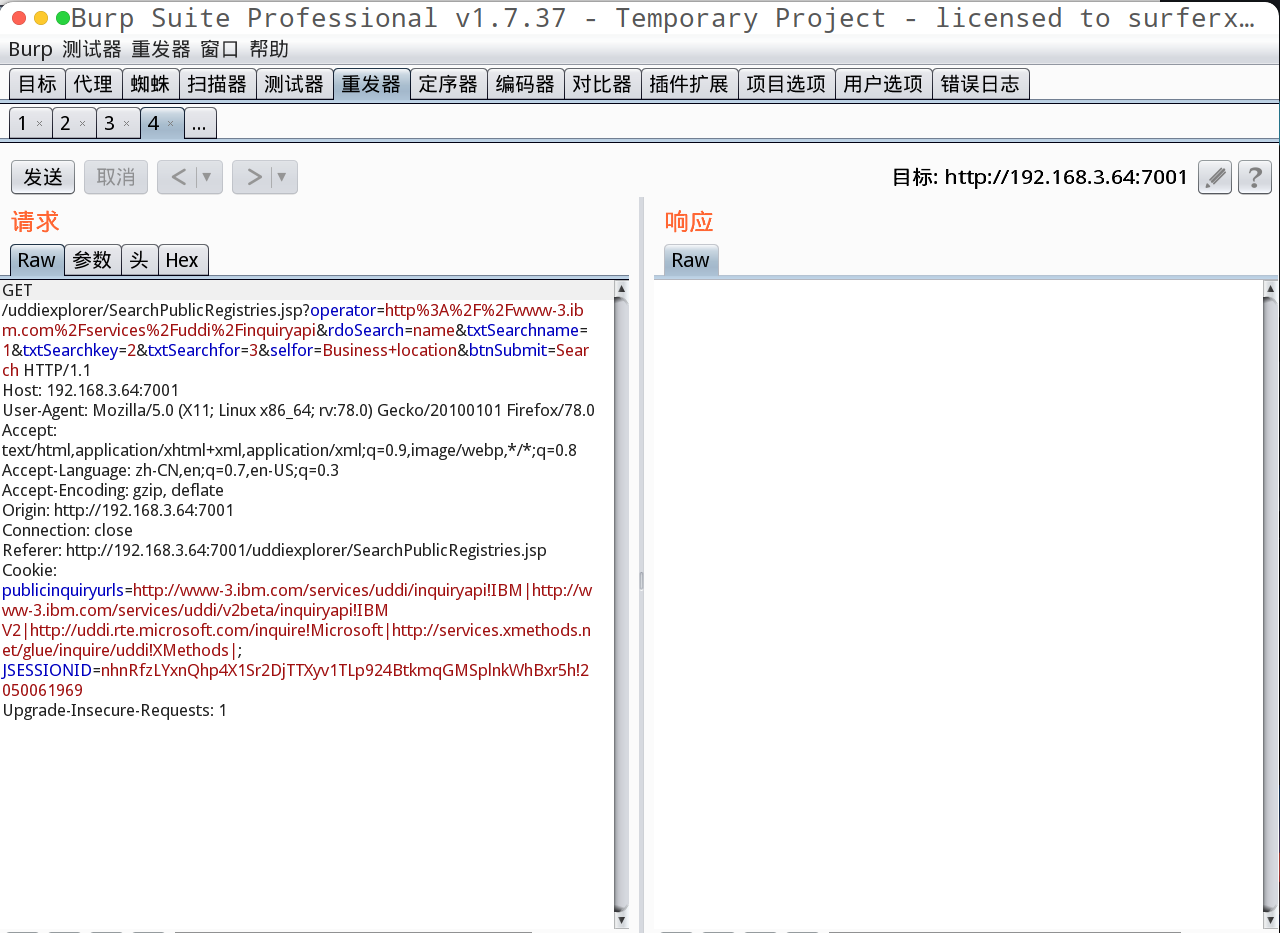 Burp Suite Professional v1.7.37 - Temporary Project - licensed to surferx…
Burp 测试器 重发器 窗口 帮助
目标 代理 蜘蛛 扫描器 测试器 重发器 定序器 编码器 对比器 插件扩展 项目选项 用户选项 错误日志
1 × 2 × 3 × 4 × ...
发送 取消 < ▼ > ▼ 目标: http://192.168.3.64:7001 ?
请求
Raw 参数 头 Hex
GET
/uddiexplorer/SearchPublicRegistries.jsp?operator=http%3A%2F%2Fwww-3.ib
m.com%2Fservices%2Fuddi%2Finquiryapi&rdoSearch=name&txtSearchname=
1&txtSearchkey=2&txtSearchfor=3&selfor=Business+location&btnSubmit=Sear
ch HTTP/1.1
Host: 192.168.3.64:7001
User-Agent: Mozilla/5.0 (X11; Linux x86_64; rv:78.0) Gecko/20100101 Firefox/78.0
Accept:
text/html,application/xhtml+xml,application/xml;q=0.9,image/webp,*/*;q=0.8
Accept-Language: zh-CN,en;q=0.7,en-US;q=0.3
Accept-Encoding: gzip, deflate
Origin: http://192.168.3.64:7001
Connection: close
Referer: http://192.168.3.64:7001/uddiexplorer/SearchPublicRegistries.jsp
Cookie:
publicinquiryurls=http://www-3.ibm.com/services/uddi/inquiryapi!IBM|http://w
ww-3.ibm.com/services/uddi/v2beta/inquiryapi!IBM
V2|http://uddi.rte.microsoft.com/inquire!Microsoft|http://services.xmethods.n
et/glue/inquire/uddi!XMethods|;
JSESSIONID=nhnRfzLYxnQhp4X1Sr2DjTTXyv1TLp924BtkmqGMSplnkWhBxr5h!2
050061969
Upgrade-Insecure-Requests: 1
响应
Raw